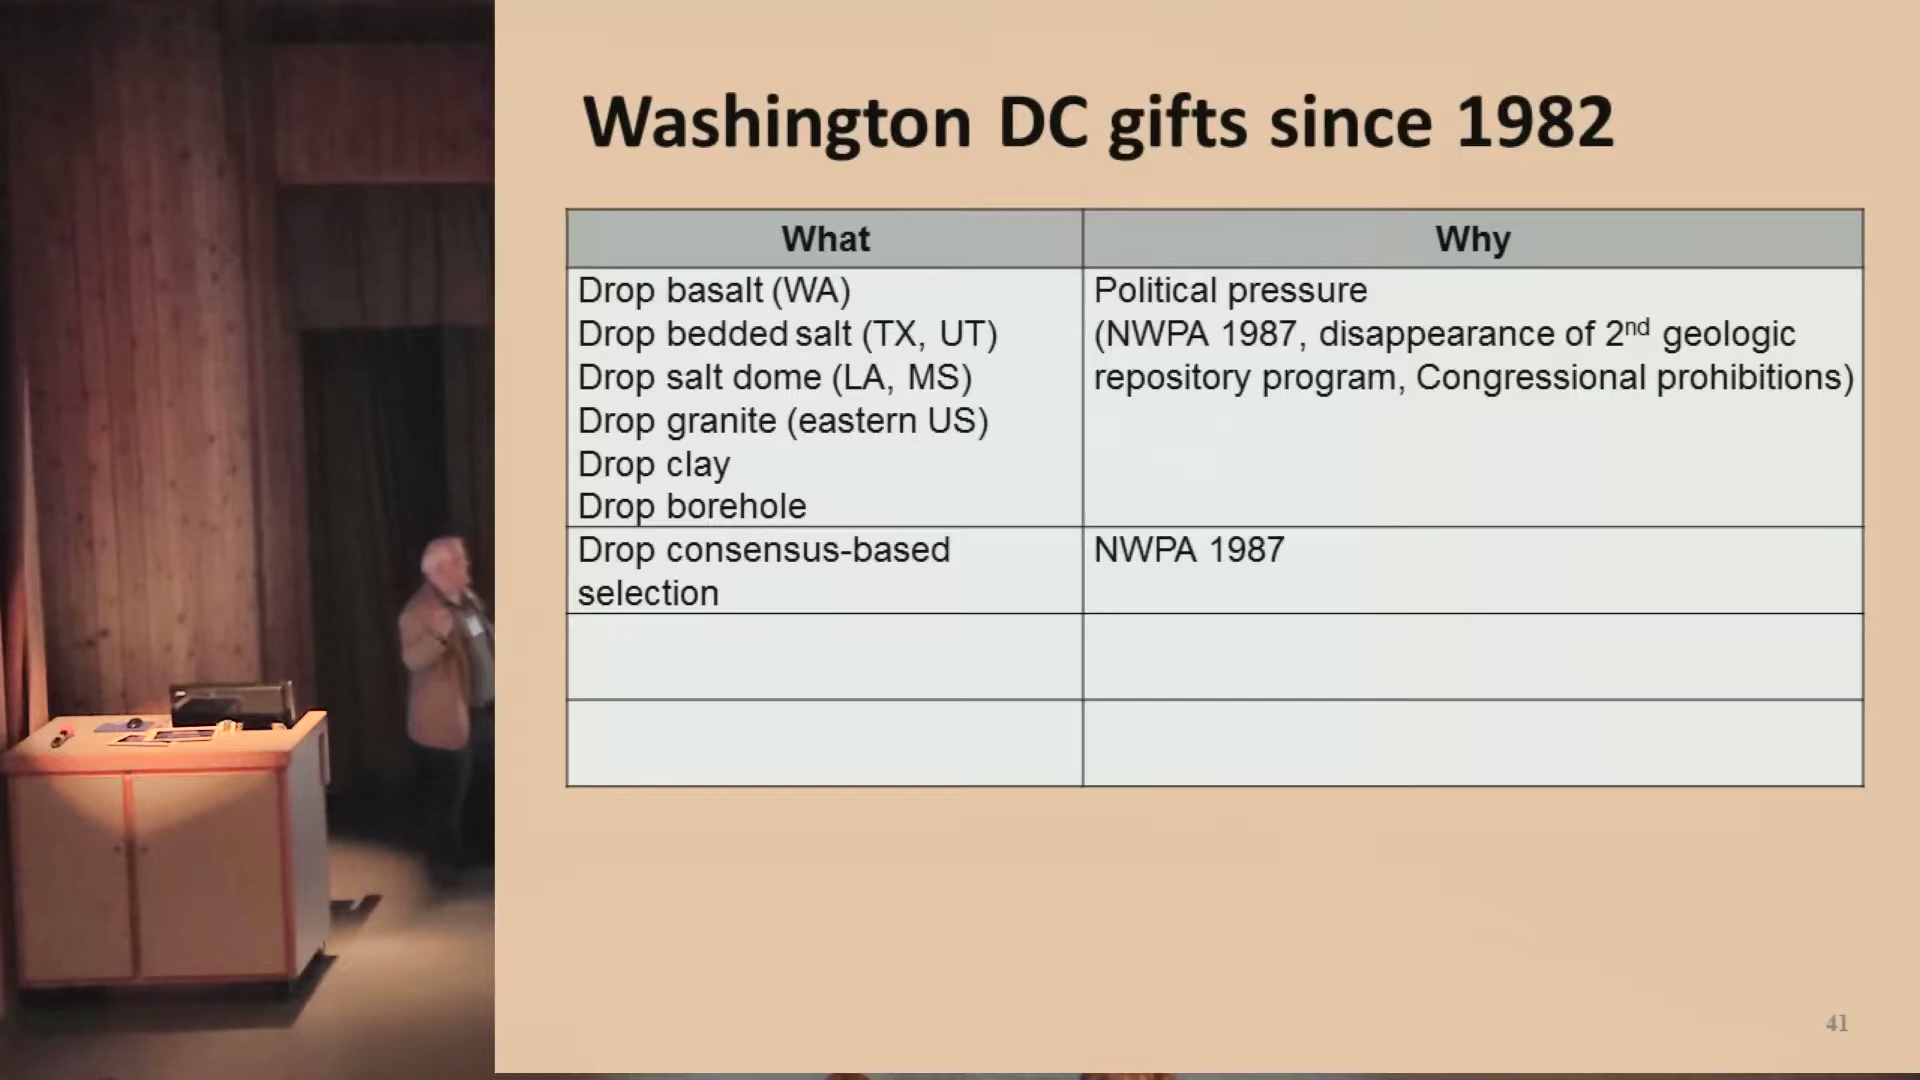 Washington DC gifts since 1982
What
Why
Drop basalt (WA)
Drop bedded salt (TX, UT)
Drop salt dome (LA, MS)
Drop granite (eastern US)
Drop clay
Drop borehole
Political pressure
(NWPA 1987, disappearance of 2nd geologic
repository program, Congressional prohibitions)
Drop consensus-based
selection
NWPA 1987
41